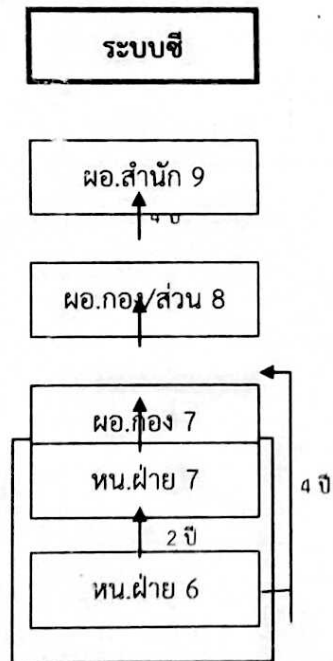 ระบบซี
ผอ.สำนัก 9
4 ปี
ผอ.กอง/ส่วน 8
ผอ.กอง 7
หน.ฝ่าย 7
4 ปี
2 ปี
หน.ฝ่าย 6